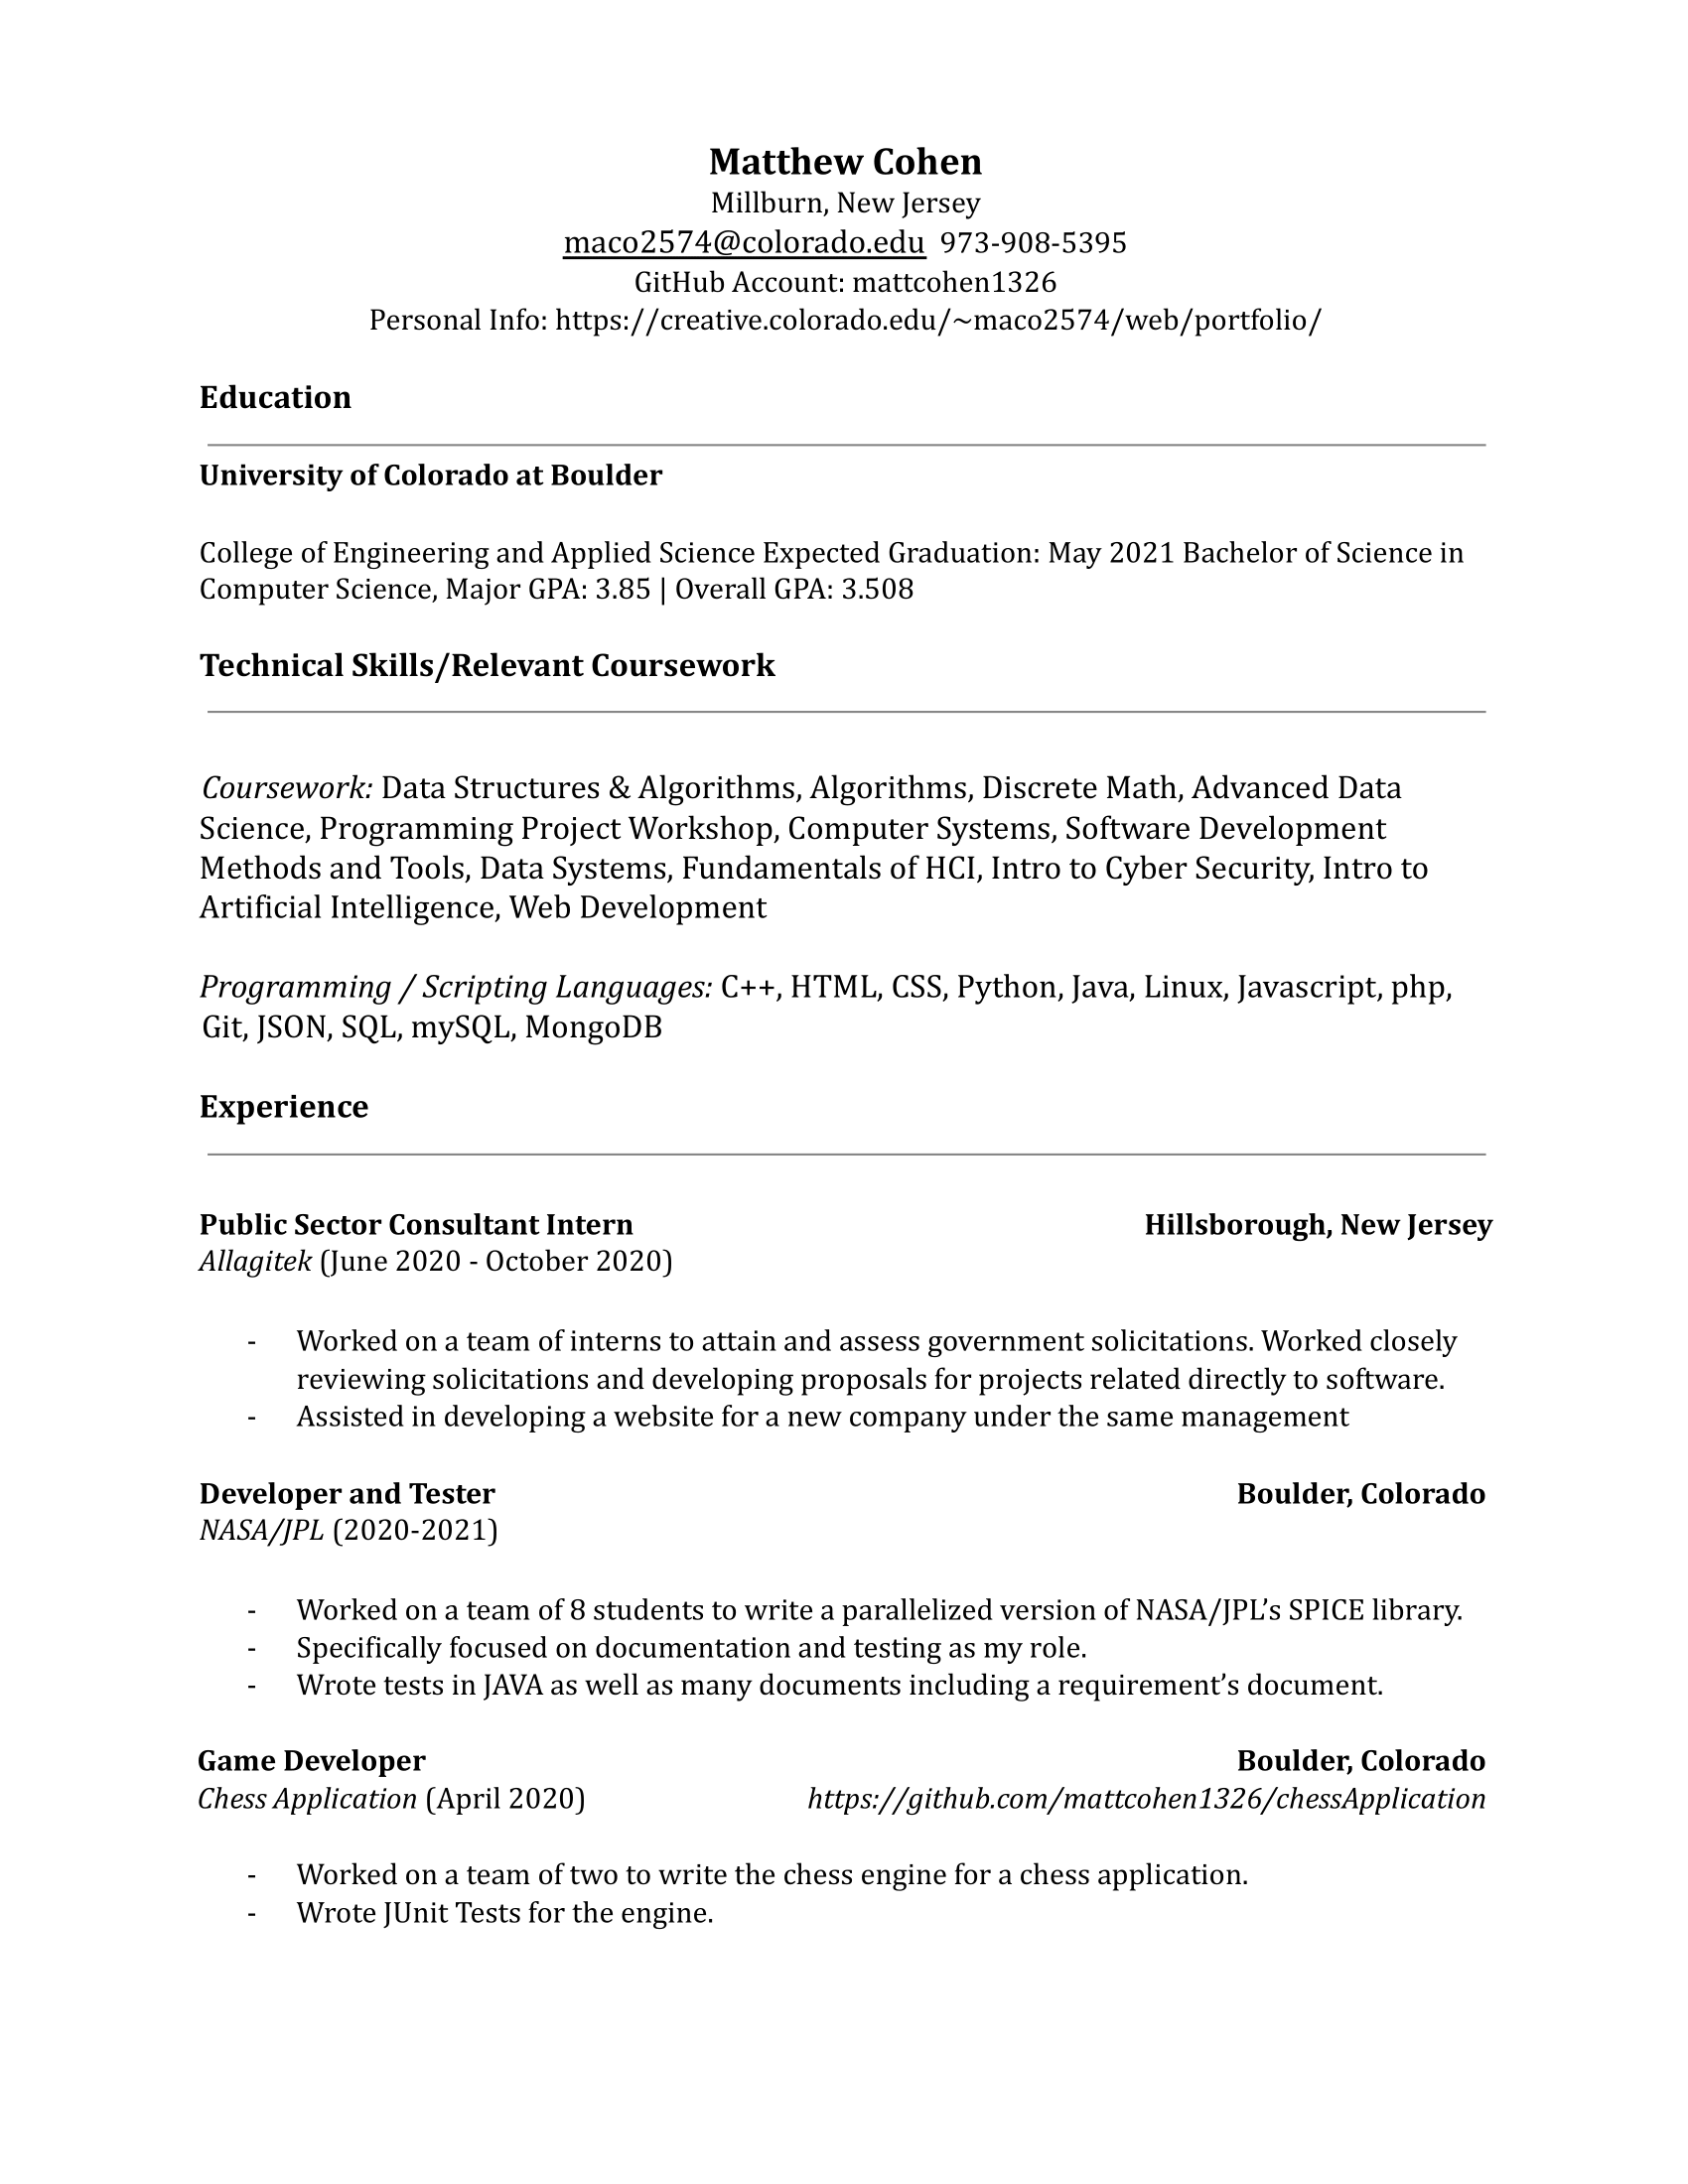 Matthew Cohen
Millburn, New Jersey
maco2574@colorado.edu 973-908-5395
GitHub Account: mattcohen1326
Personal Info: https://creative.colorado.edu/~maco2574/web/portfolio/
Education
University of Colorado at Boulder
College of Engineering and Applied Science Expected Graduation: May 2021 Bachelor of Science in
Computer Science, Major GPA: 3.85 | Overall GPA: 3.508
Technical Skills/Relevant Coursework
Coursework: Data Structures & Algorithms, Algorithms, Discrete Math, Advanced Data
Science, Programming Project Workshop, Computer Systems, Software Development
Methods and Tools, Data Systems, Fundamentals of HCI, Intro to Cyber Security, Intro to
Artificial Intelligence, Web Development
Programming / Scripting Languages: C++, HTML, CSS, Python, Java, Linux, Javascript, php,
Git, JSON, SQL, mySQL, MongoDB
Experience
Public Sector Consultant Intern Hillsborough, New Jersey
Allagitek (June 2020 - October 2020)
- Worked on a team of interns to attain and assess government solicitations. Worked closely
reviewing solicitations and developing proposals for projects related directly to software.
- Assisted in developing a website for a new company under the same management
Developer and Tester Boulder, Colorado
NASA/JPL (2020-2021)
- Worked on a team of 8 students to write a parallelized version of NASA/JPL’s SPICE library.
- Specifically focused on documentation and testing as my role.
- Wrote tests in JAVA as well as many documents including a requirement’s document.
Game Developer Boulder, Colorado
Chess Application (April 2020) https://github.com/mattcohen1326/chessApplication
- Worked on a team of two to write the chess engine for a chess application.
- Wrote JUnit Tests for the engine.